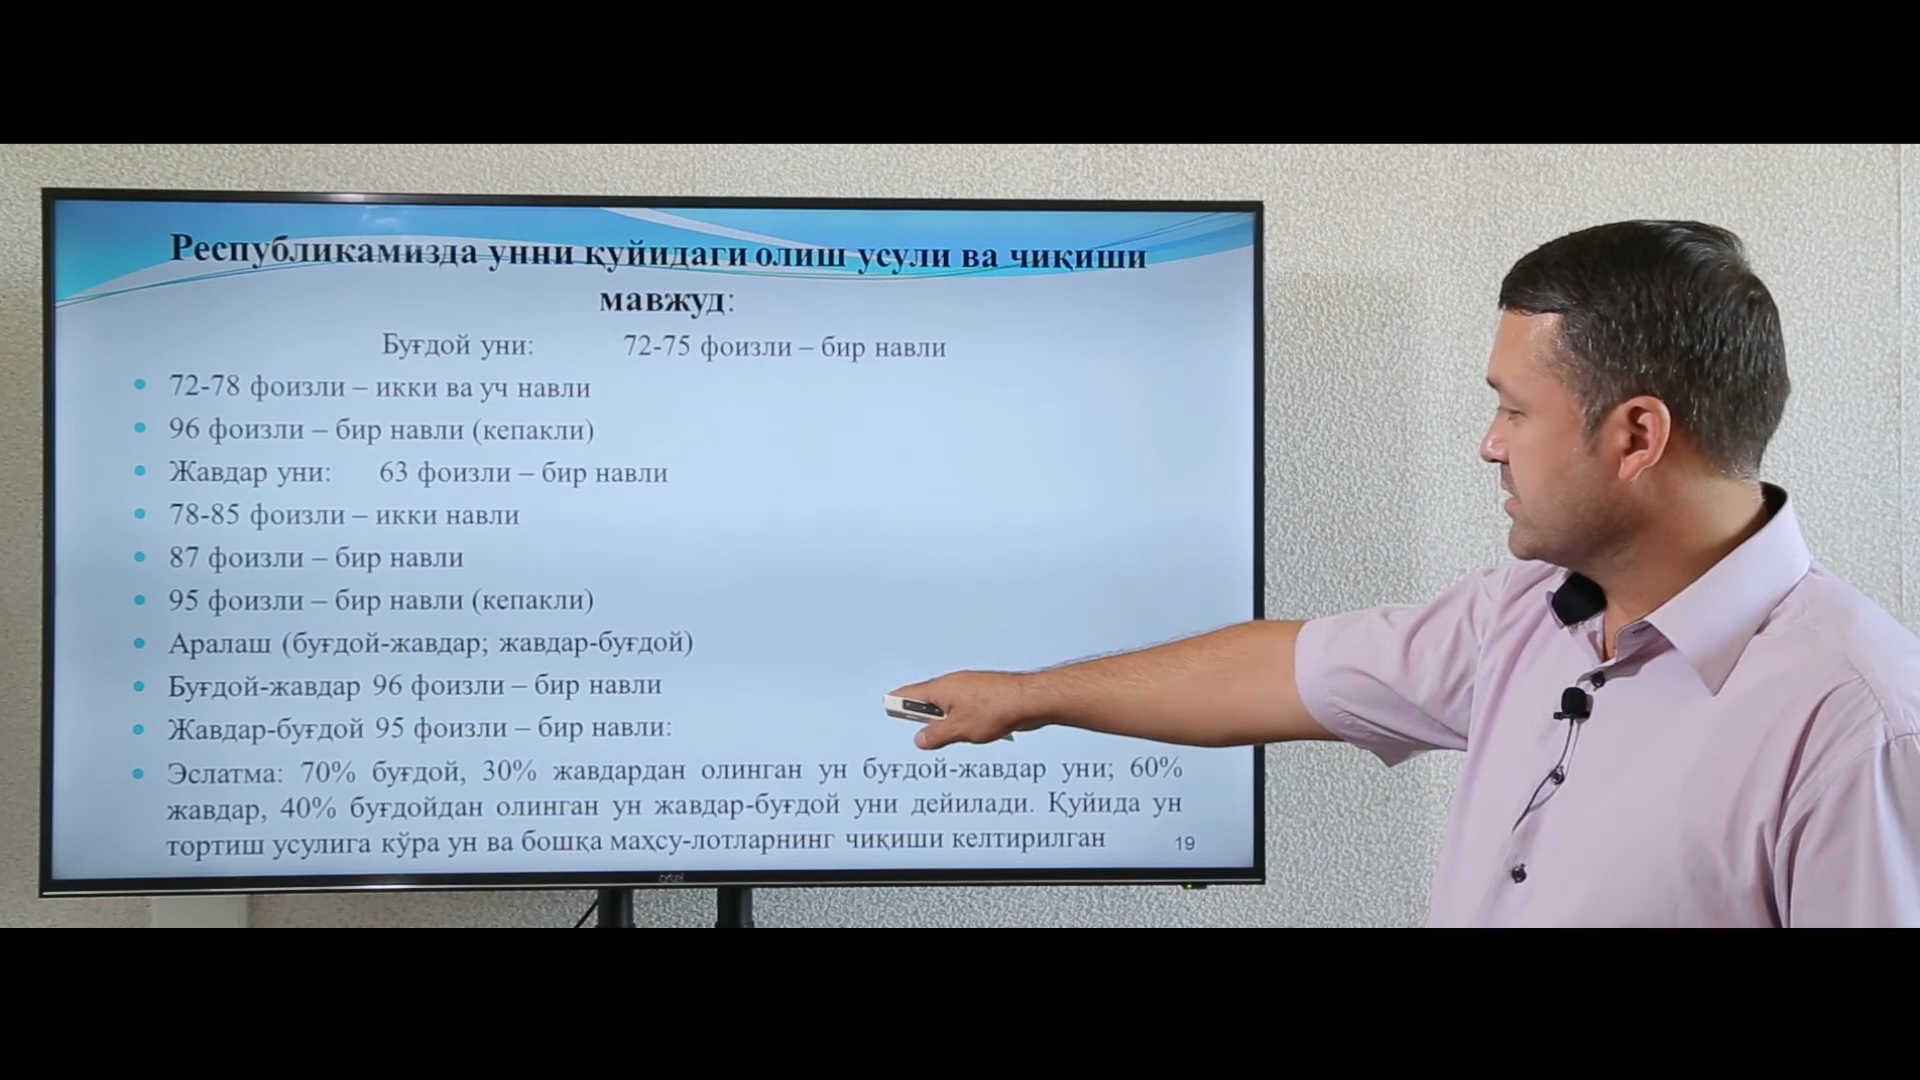 Республикамизда унни қуйидаги олиш усули ва чиқиши
мавжуд:
Буғдой уни: 72-75 фоизли – бир навли
• 72-78 фоизли – икки ва уч навли
• 96 фоизли – бир навли (кепакли)
• Жавдар уни: 63 фоизли – бир навли
• 78-85 фоизли – икки навли
• 87 фоизли – бир навли
• 95 фоизли – бир навли (кепакли)
• Аралаш (буғдой-жавдар; жавдар-буғдой)
• Буғдой-жавдар 96 фоизли – бир навли
• Жавдар-буғдой 95 фоизли – бир навли:
• Эслатма: 70% буғдой, 30% жавдардан олинган ун буғдой-жавдар уни; 60%
жавдар, 40% буғдойдан олинган ун жавдар-буғдой уни дейилади. Қуйида ун
тортиш усулига кўра ун ва бошқа маҳсу-лотларнинг чиқиши келтирилган
19